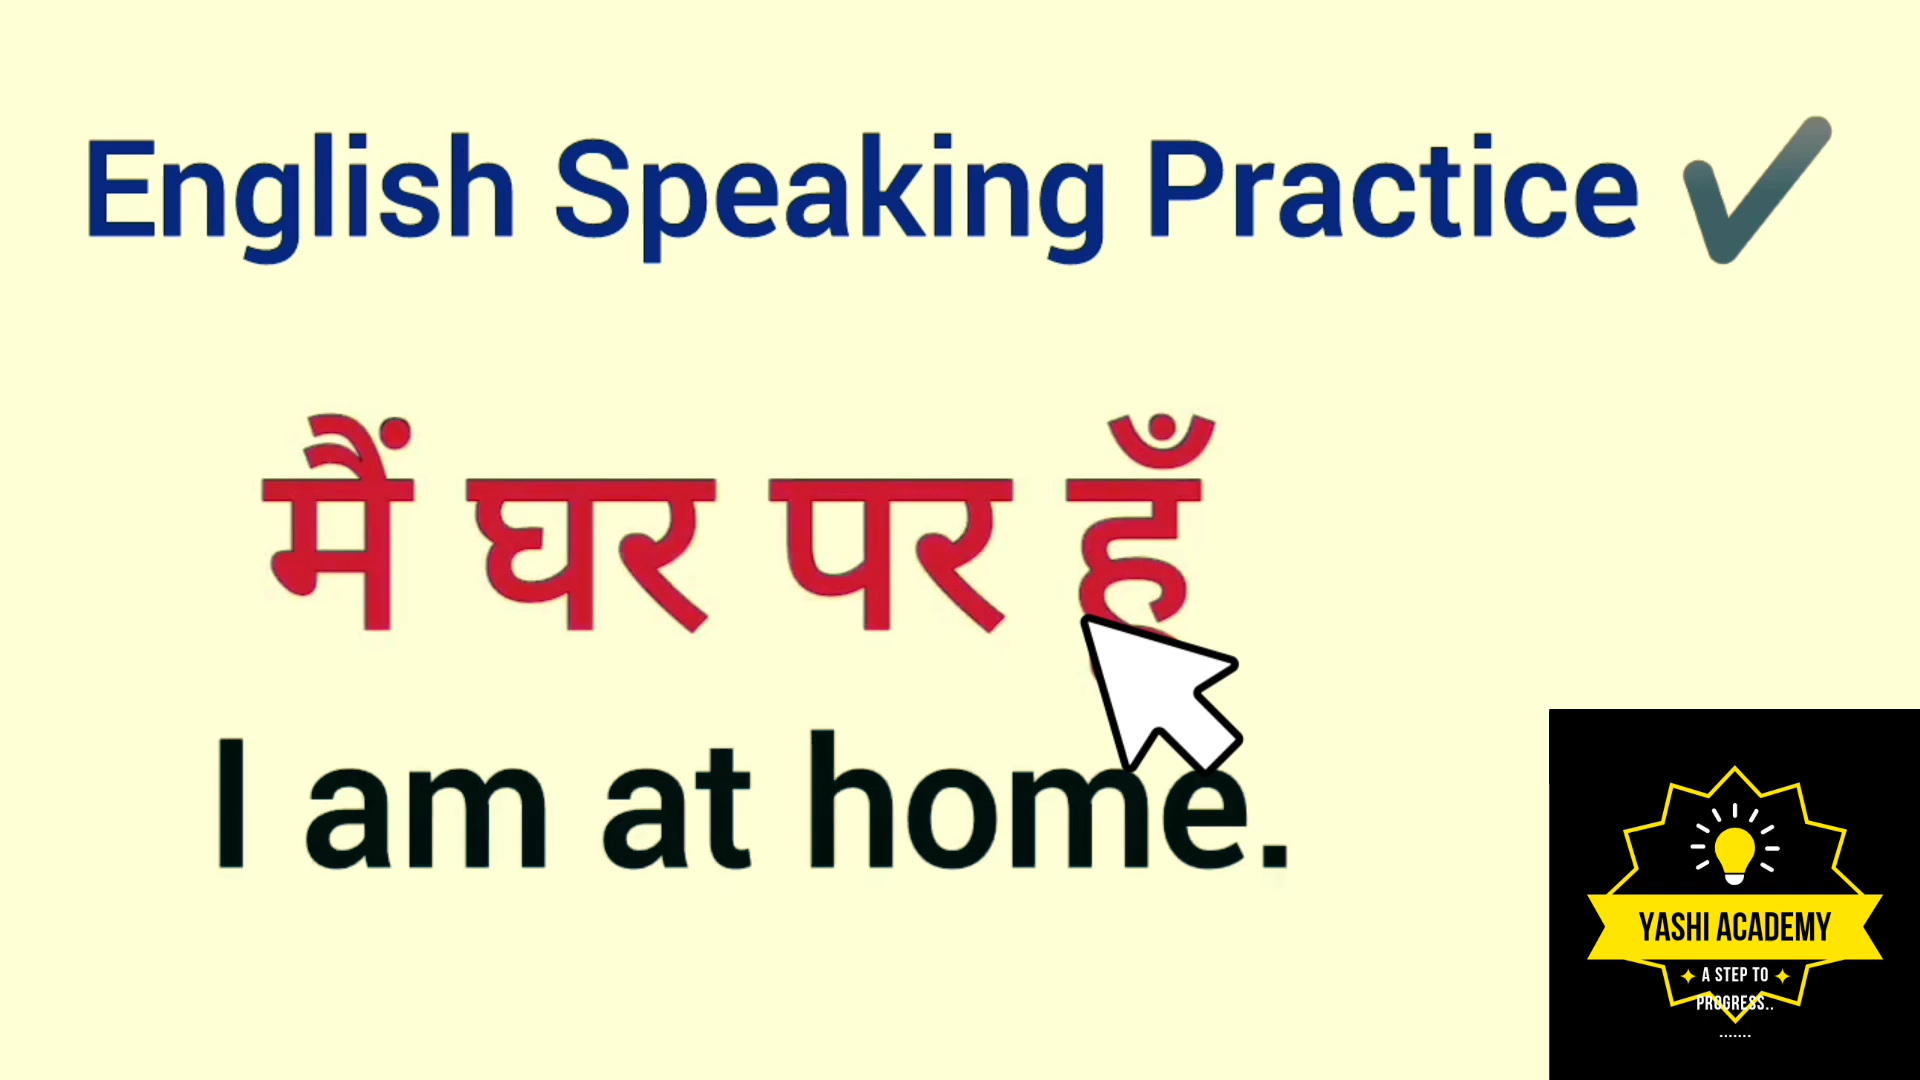 English Speaking Practice ✔
मैं घर पर हूँ
I am at home.
YASHI ACADEMY
✦ A STEP TO ✦
PROGRESS..
.......